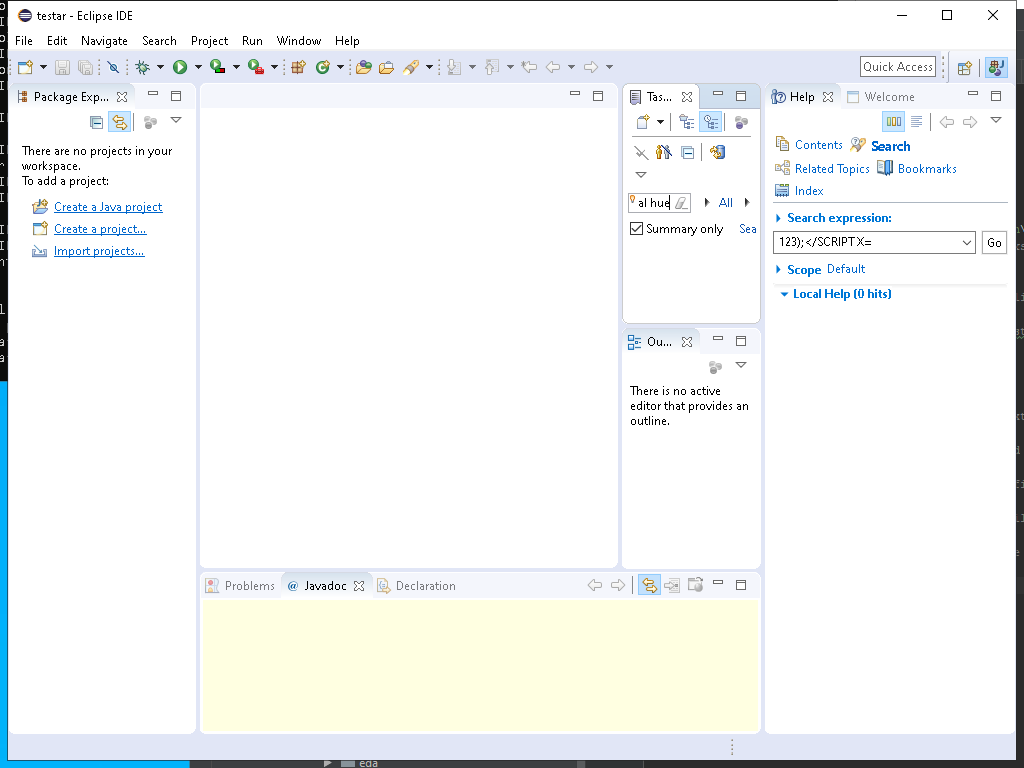 testar - Eclipse IDE
File Edit Navigate Search Project Run Window Help
Quick Access
Package Exp...
There are no projects in your
workspace.
To add a project:
Create a Java project
Create a project...
Import projects...
Tas...
al hue
All
Summary only
Sea
Ou...
There is no active
editor that provides an
outline.
Help
Welcome
Contents
Search
Related Topics
Bookmarks
Index
Search expression:
123);</SCRIPT X=
Go
Scope Default
Local Help (0 hits)
Problems
@ Javadoc
Declaration
eda